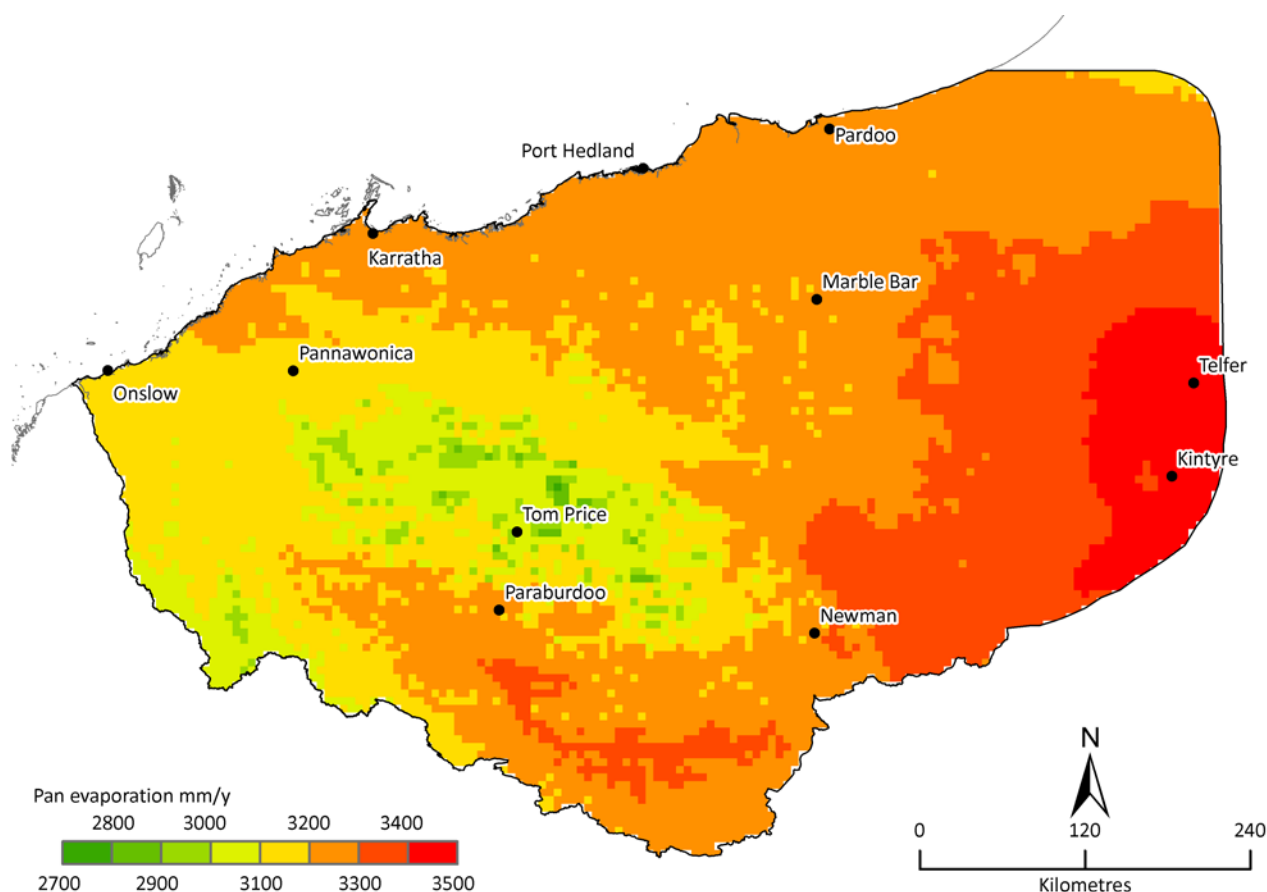 Pardoo
Port Hedland
Karratha
Marble Bar
Pannawonica
Telfer
Onslow
Kintyre
Tom Price
Paraburdoo
Newman
N
Pan evaporation mm/y
2800 3000 3200 3400
2700 2900 3100 3300 3500
0 120 240
Kilometres